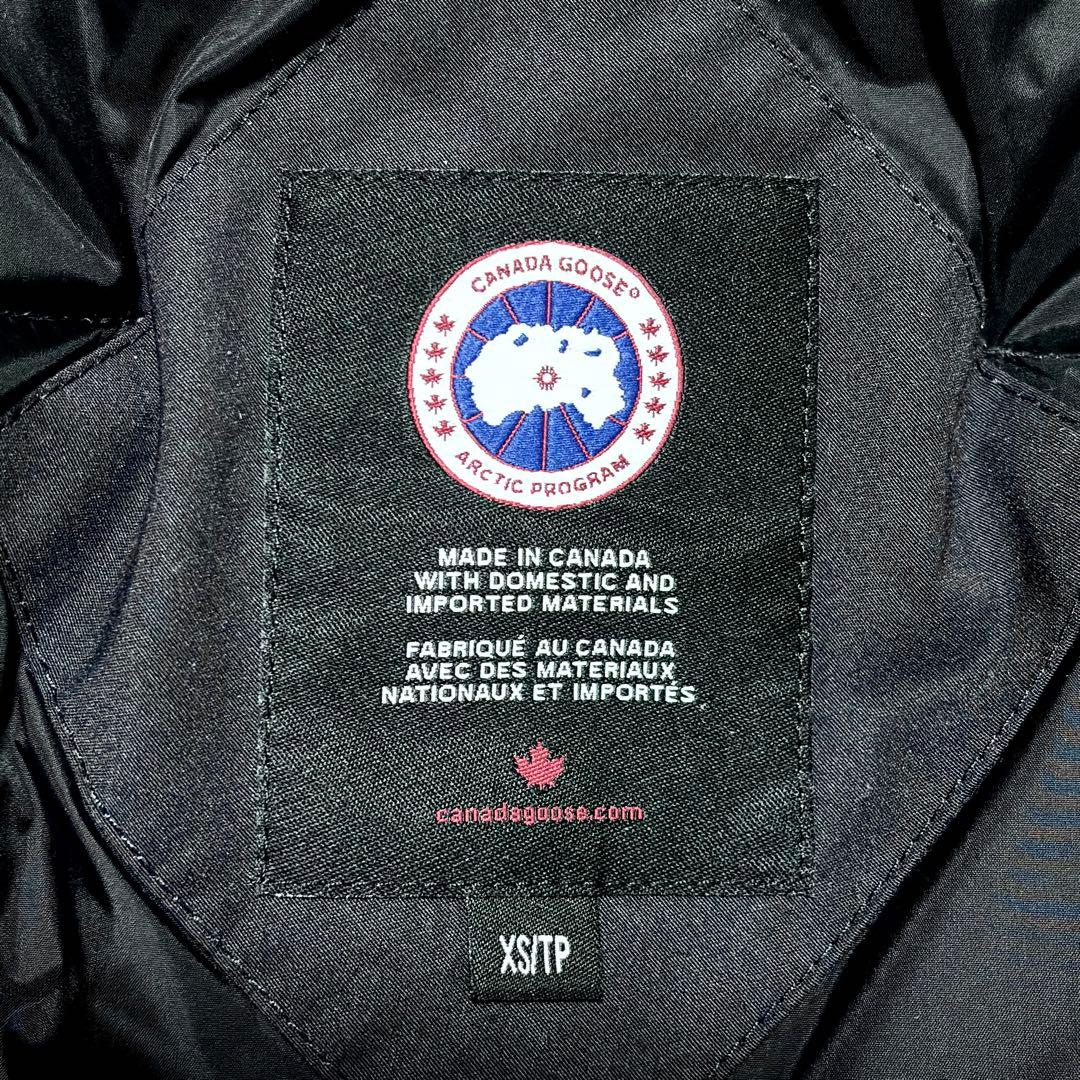 CANADA GOOSE®
ARCTIC PROGRAM
MADE IN CANADA
WITH DOMESTIC AND
IMPORTED MATERIALS
FABRIQUÉ AU CANADA
AVEC DES MATERIAUX
NATIONAUX ET IMPORTÉS
canadagoose.com
XS/TP